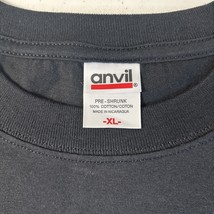 anvil®
PRE-SHRUNK
100% COTTON/COTON
MADE IN NICARAGUA
-XL-